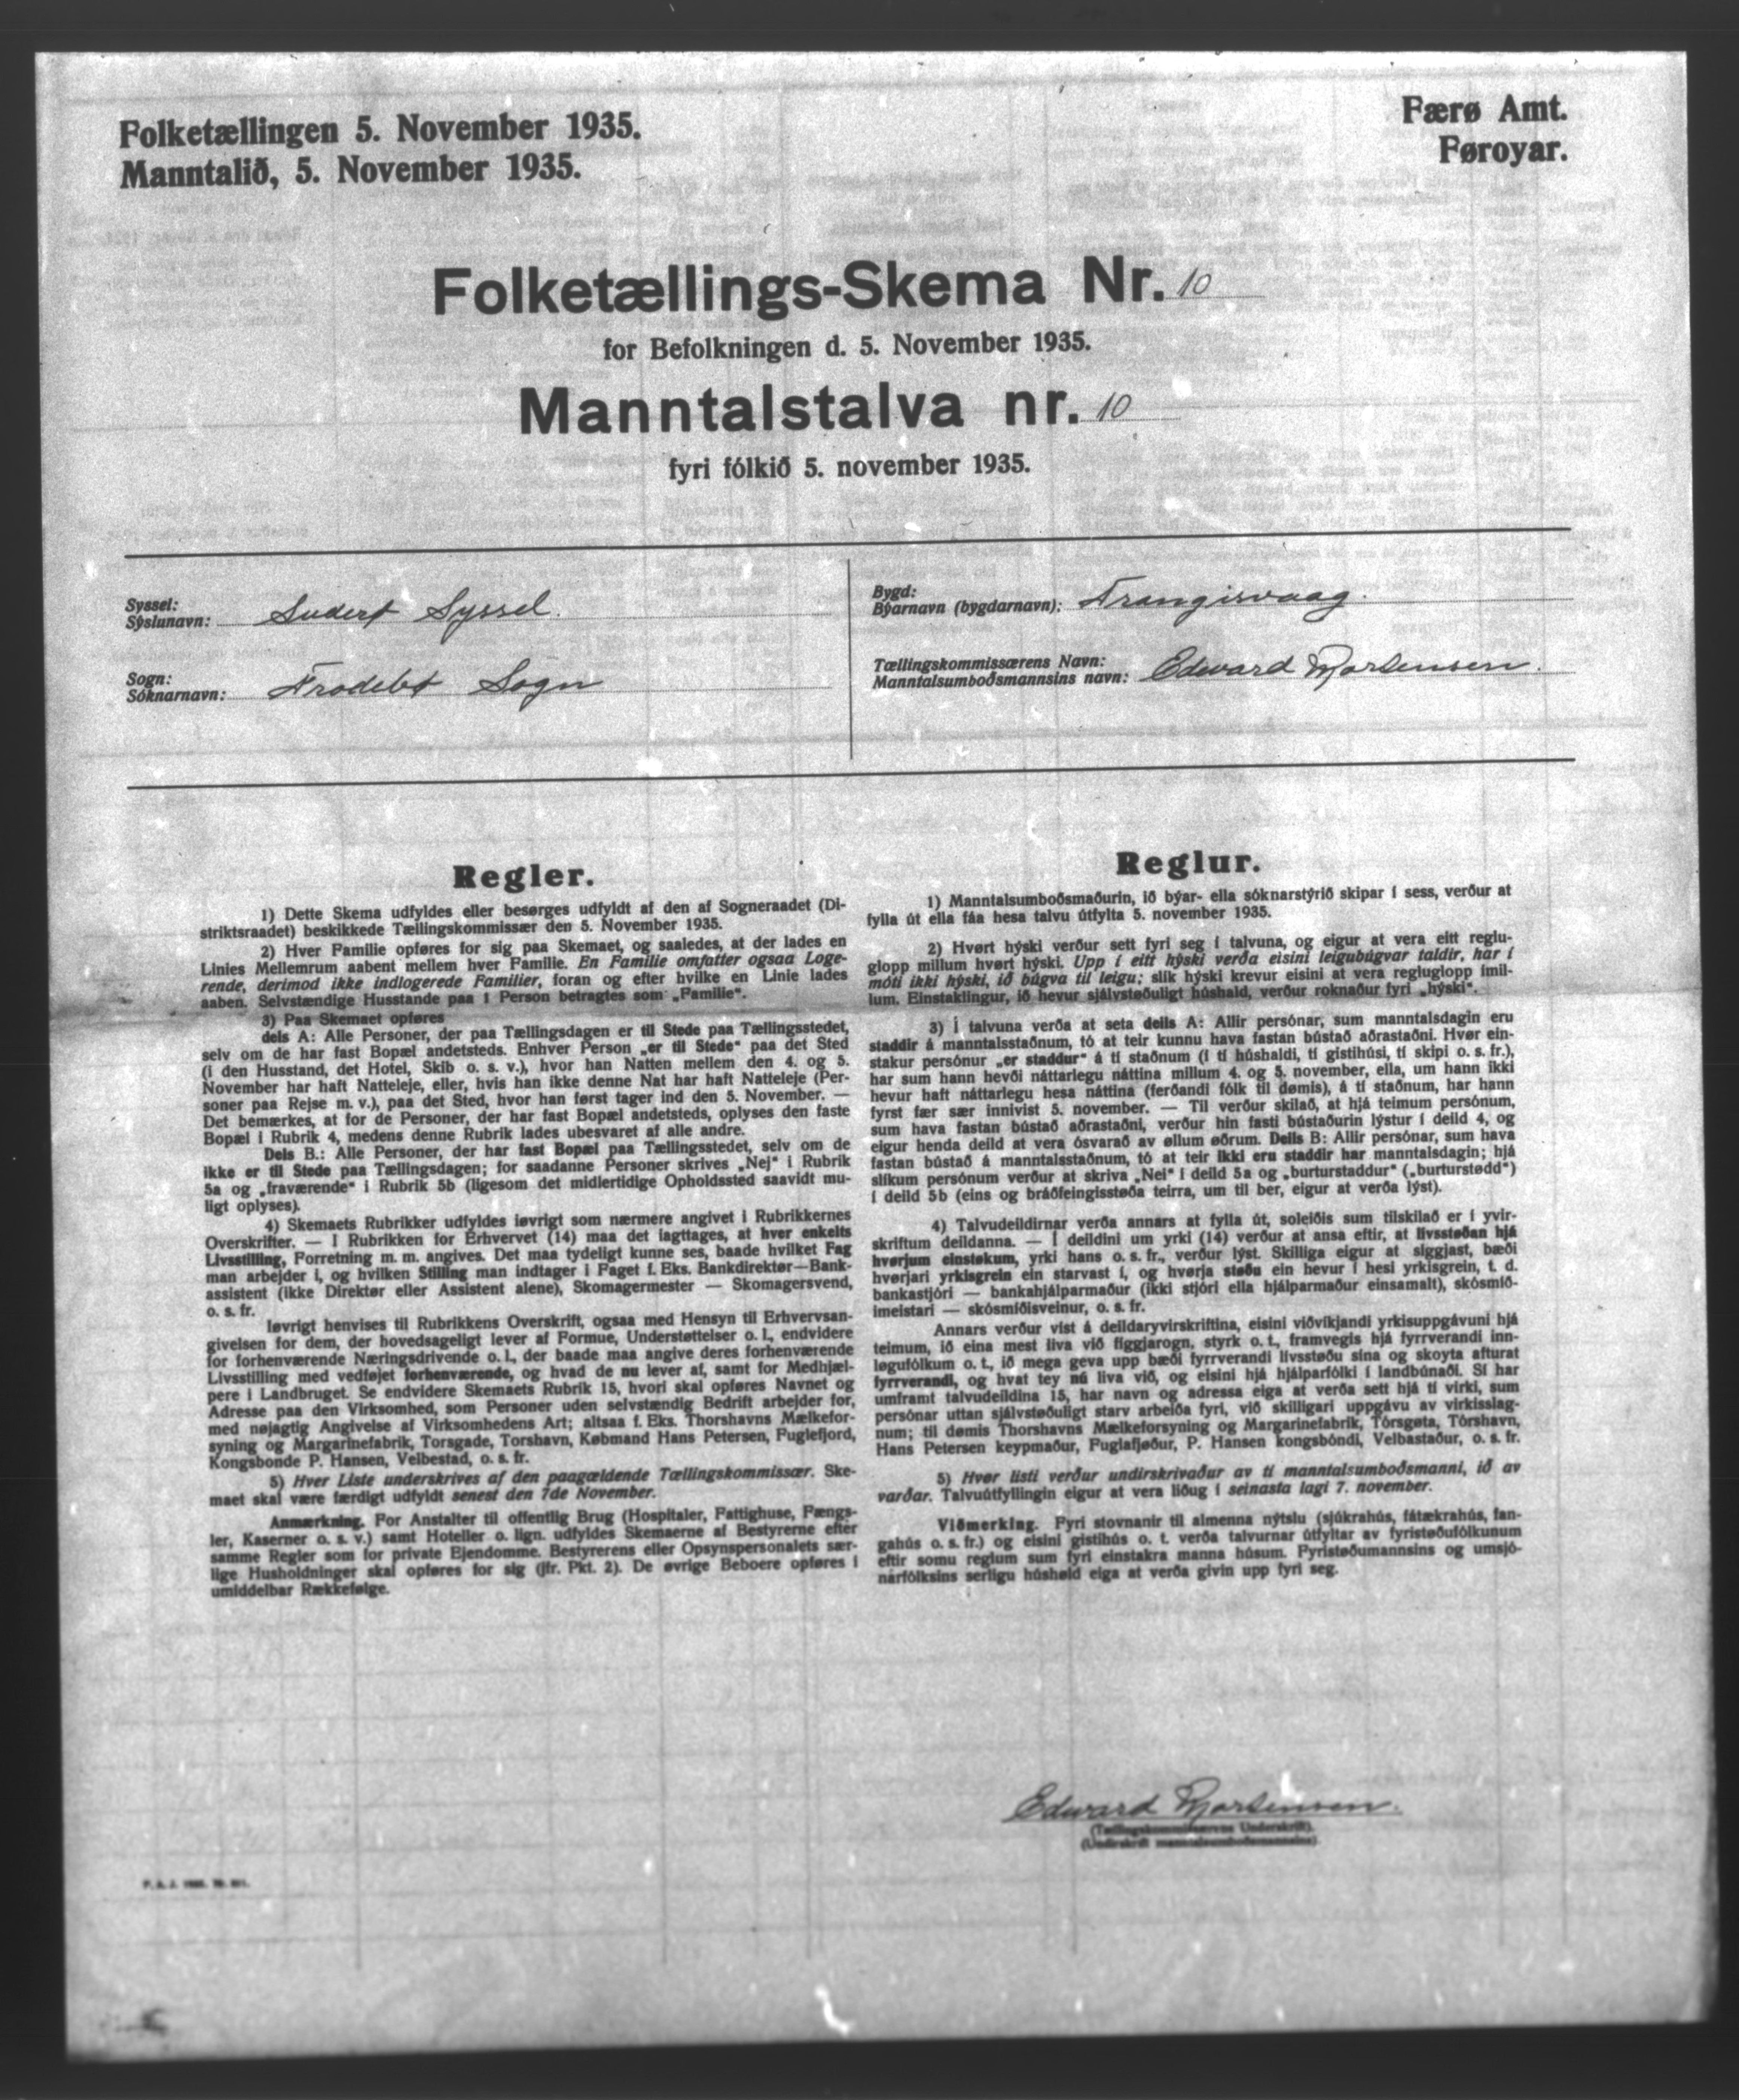 Folketællingen 5. November 1935.
Manntalið, 5. November 1935.
Færø Amt.
Føroyar.
Folketællings-Skema Nr. 10
for Befolkningen d. 5. November 1935.
Manntalstalva nr. 10
fyri fólkið 5. november 1935.
Syssel:
Sýslunavn: Suderø Syssel.
Sogn:
Sóknarnavn: Frodebø Sogn
Bygd:
Býarnavn (bygdarnavn): Trangisvaag.
Tællingskommissærens Navn:
Manntalsumboðsmannsins navn: Edward Mortensen.
Regler.
1) Dette Skema udfyldes eller besørges udfyldt af den af Sogneraadet (Di-
striktsraadet) beskikkede Tællingskommissær den 5. November 1935.
2) Hver Familie opføres for sig paa Skemaet, og saaledes, at der lades en
Linies Mellemrum aabent mellem hver Familie. En Familie omfatter ogsaa Loge-
rende, derimod ikke indlogerede Familier, foran og efter hvilke en Linie lades
aaben. Selvstændige Husstande paa 1 Person betragtes som „Familie“.
3) Paa Skemaet opføres
dels A: Alle Personer, der paa Tællingsdagen er til Stede paa Tællingsstedet,
selv om de har fast Bopæl andetsteds. Enhver Person „er til Stede“ paa det Sted
(i den Husstand, det Hotel, Skib o. s. v.), hvor han Natten mellem den 4. og 5.
November har haft Natteleje, eller, hvis han ikke denne Nat har haft Natteleje (Per-
soner paa Rejse m. v.), paa det Sted, hvor han først tager ind den 5. November. —
Det bemærkes, at for de Personer, der har fast Bopæl andetsteds, oplyses den faste
Bopæl i Rubrik 4, medens denne Rubrik lades ubesvaret af alle andre.
Dels B.: Alle Personer, der har fast Bopæl paa Tællingsstedet, selv om de
ikke er til Stede paa Tællingsdagen; for saadanne Personer skrives „Nej“ i Rubrik
5a og „fraværende“ i Rubrik 5b (ligesom det midlertidige Opholdssted saavidt mu-
ligt oplyses).
4) Skemaets Rubrikker udfyldes iøvrigt som nærmere angivet i Rubrikkernes
Overskrifter. — I Rubrikken for Erhvervet (14) maa det iagttages, at hver enkelts
Livsstilling, Forretning m. m. angives. Det maa tydeligt kunne ses, baade hvilket Fag
man arbejder i, og hvilken Stilling man indtager i Faget f. Eks. Bankdirektør—Bank-
assistent (ikke Direktør eller Assistent alene), Skomagermester — Skomagersvend,
o. s. fr.
Iøvrigt henvises til Rubrikkens Overskrift, ogsaa med Hensyn til Erhvervsan-
givelsen for dem, der hovedsageligt lever af Formue, Understøttelser o. l., endvidere
for forhenværende Næringsdrivende o. l., der baade maa angive deres forhenværende
Livsstilling med vedføjet forhenværende, og hvad de nu lever af, samt for Medhjæl-
pere i Landbruget. Se endvidere Skemaets Rubrik 15, hvori skal opføres Navnet og
Adresse paa den Virksomhed, som Personer uden selvstændig Bedrift arbejder for,
med nøjagtig Angivelse af Virksomhedens Art; altsaa f. Eks. Thorshavns Mælkefor-
syning og Margarinefabrik, Torsgade, Torshavn, Købmand Hans Petersen, Fuglefjord,
Kongsbonde P. Hansen, Velbestad, o. s. fr.
5) Hver Liste underskrives af den paagældende Tællingskommissær. Ske-
maet skal være færdigt udfyldt senest den 7de November.
Anmærkning. For Anstalter til offentlig Brug (Hospitaler, Fattighuse, Fængs-
ler, Kaserner o. s. v.) samt Hoteller o. lign. udfyldes Skemaerne af Bestyrerne efter
samme Regler som for private Ejendomme. Bestyrerens eller Opsynspersonalets sær-
lige Husholdninger skal opføres for sig (jfr. Pkt. 2). De øvrige Beboere opføres i
umiddelbar Rækkefølge.
Reglur.
1) Manntalsumboðsmaðurin, ið býar- ella sóknarstýrið skipar í sess, verður at
fylla út ella fáa hesa talvu útfylta 5. november 1935.
2) Hvørt hýski verður sett fyri seg í talvuna, og eigur at vera eitt reglu-
glopp millum hvørt hýski. Upp í eitt hýski verða eisini leigubúgvar taldir, har í
móti ikki hýski, ið búgva til leigu; slík hýski krevur eisini at vera regluglopp ímil-
lum. Einstaklingur, ið hevur sjálvstøðuligt húshald, verður roknaður fyri „hýski“.
3) Í talvuna verða at seta dells A: Allir persónar, sum manntalsdagin eru
staddir á manntalsstaðnum, tó at teir kunnu hava fastan bústað aðrastaðni. Hvør ein-
stakur persónur „er staddur“ á tí staðnum (í tí húshaldi, tí gistihúsi, tí skipi o. s. fr.),
har sum hann hevði náttarlegu náttina millum 4. og 5. november, ella, um hann ikki
hevur haft náttarlegu hesa náttina (ferðandi fólk til dømis), á tí staðnum, har hann
fyrst fær sær innivist 5. november. — Til verður skilað, at hjá teimum persónum,
sum hava fastan bústað aðrastaðni, verður hin fasti bústaðurin lýstur í deild 4, og
eigur henda deild at vera ósvarað av øllum øðrum. Dells B: Allir persónar, sum hava
fastan bústað á manntalsstaðnum, tó at teir ikki eru staddir har manntalsdagin; hjá
slíkum persónum verður at skriva „Nei“ í deild 5a og „burturstaddur“ („burturstødd“)
í deild 5b (eins og bráðfeingisstøða teirra, um til ber, eigur at verða lýst).
4) Talvudeildirnar verða annars at fylla út, soleiðis sum tilskilað er í yvir-
skriftum deildanna. — Í deildini um yrki (14) verður at ansa eftir, at livsstøðan hjá
hvørjum einstøkum, yrki hans o. s. fr., verður lýst. Skilliga eigur at siggjast, bæði
hvørjari yrkisgrein ein starvast í, og hvørja støðu ein hevur í hesi yrkisgrein, t. d.
bankastjóri — bankahjálparmaður (ikki stjóri ella hjálparmaður einsamalt), skósmið-
imeistari — skósmiðisveinur, o. s. fr.
Annars verður víst á deildaryvirskriftina, eisini viðvíkjandi yrkisuppgávuni hjá
teimum, ið eina mest liva við fíggjarogn, styrk o. t., framvegis hjá fyrrverandi inn-
løgufólkum o. t., ið mega geva upp bæði fyrrverandi livsstøðu sína og skoyta afturat
fyrrverandi, og hvat tey nú liva við, og eisini hjá hjálparfólki í landbúnaði. Sí har
umframt talvudeildina 15, har navn og adressa eiga at verða sett hjá tí virki, sum
persónar uttan sjálvstøðuligt starv arbeiða fyri, við skilligari uppgávu av virkisslag-
num; til dømis Thorshavns Mælkeforsyning og Margarinefabrik, Tórsgøta, Tórshavn,
Hans Petersen keypmaður, Fuglafjøður, P. Hansen kongsbóndi, Velbastaður, o. s. fr.
5) Hvør listi verður undirskrivaður av tí manntalsumboðsmanni, ið av
varðar. Talvuútfyllingin eigur at vera liðug í seinasta lagi 7. november.
Viðmerking. Fyri stovnanir til almenna nýtslu (sjúkrahús, fátækrahús, fan-
gahús o. s. fr.) og eisini gistihús o. t. verða talvurnar útfyltar av fyristøðufólkunum
eftir somu reglum sum fyri einstakra manna húsum. Fyristøðumannsins og umsjó-
narfólksins serligu húshøld eiga at verða givin upp fyri seg.
Edward Mortensen.
(Tællingskommissærens Underskrift).
(Undirskrift manntalsumboðsmannsins)